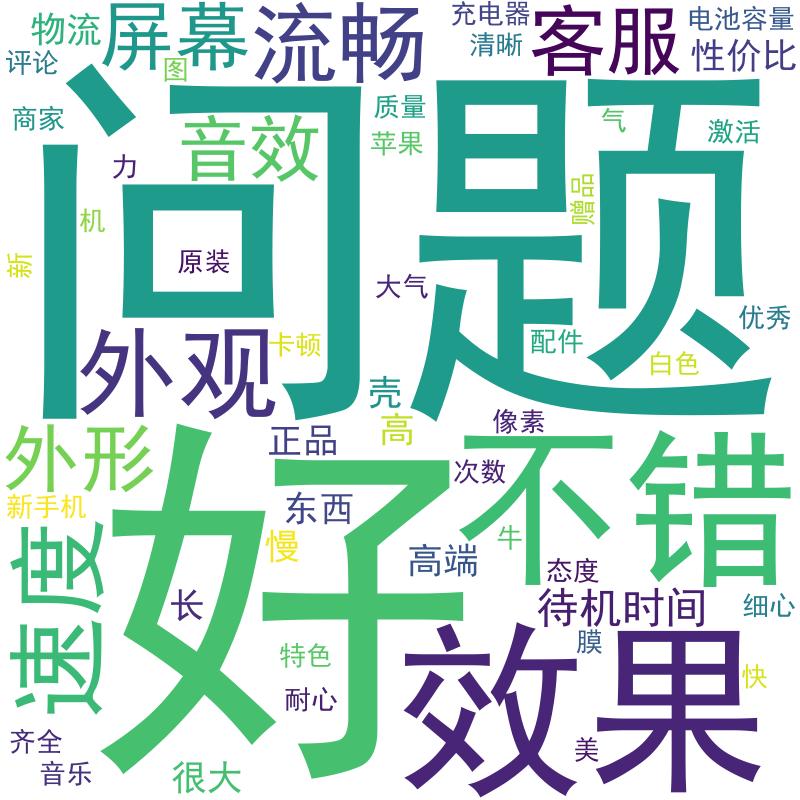 物流
屏幕
流畅
充电器
客服
电池容量
评论
图
清晰
性价比
商家
音效
质量
苹果
气
激活
问题
力
机
赠品
新
原装
大气
外观
卡顿
配件
优秀
白色
壳
外形
正品
高
像素
不错
次数
新手机
好
东西
慢
牛
速度
高端
态度
长
待机时间
细心
特色
效果
膜
快
耐心
齐全
音乐
很大
美